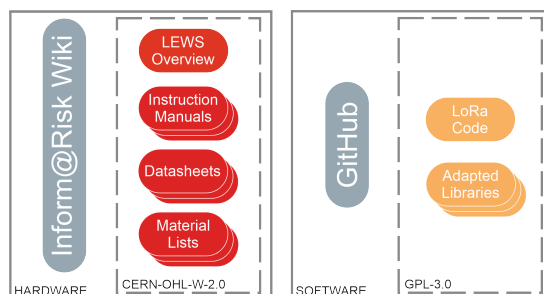 Inform@Risk Wiki
LEWS
Overview
Instruction
Manuals
Datasheets
Material
Lists
HARDWARE
CERN-OHL-W-2.0
GitHub
LoRa
Code
Adapted
Libraries
SOFTWARE
GPL-3.0